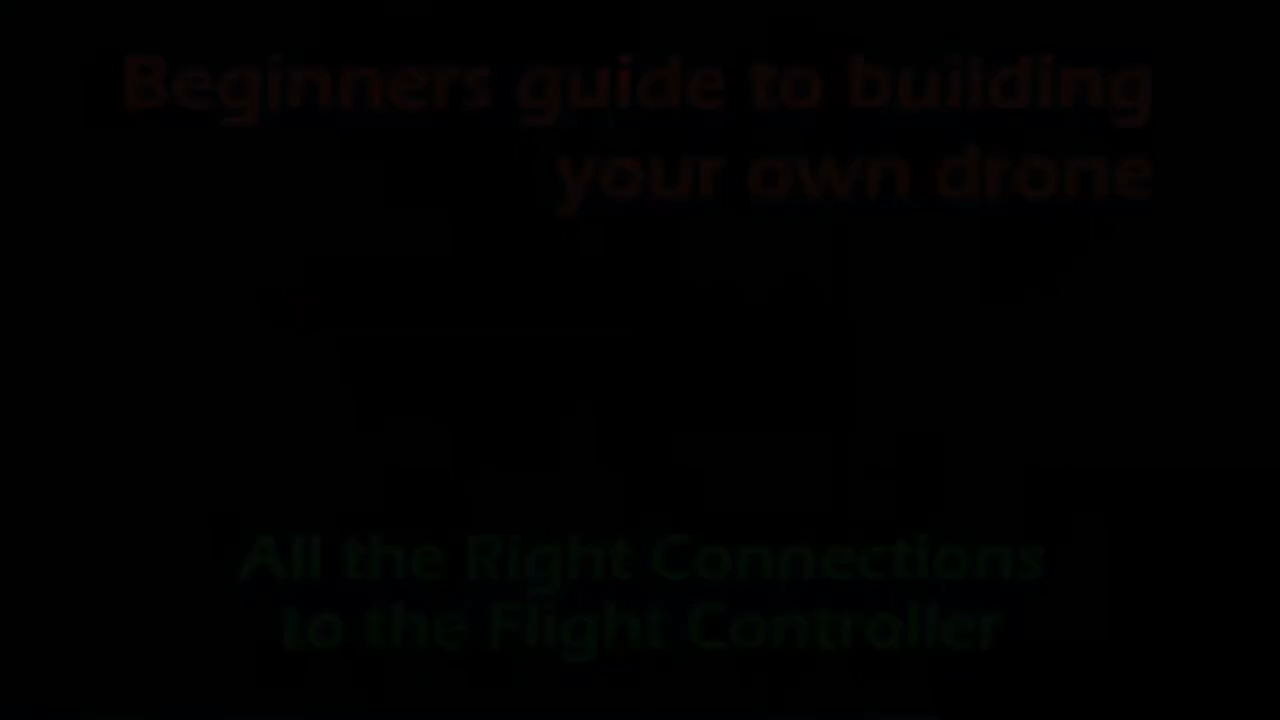 Beginners guide to building
your own drone
All the Right Connections
to the Flight Controller